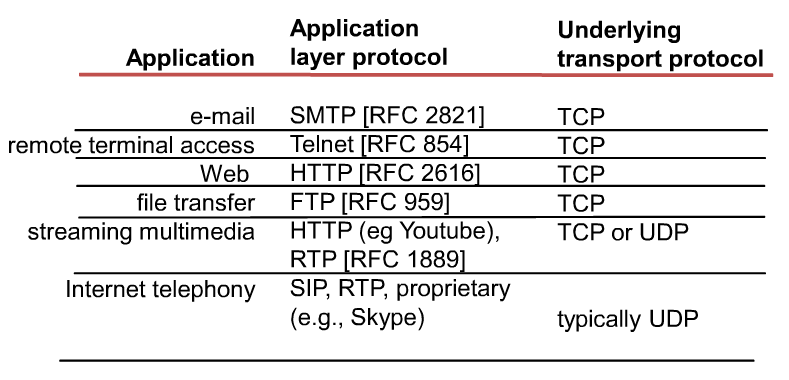 Application Application layer protocol Underlying transport protocol
e-mail SMTP [RFC 2821] TCP
remote terminal access Telnet [RFC 854] TCP
Web HTTP [RFC 2616] TCP
file transfer FTP [RFC 959] TCP
streaming multimedia HTTP (eg Youtube), TCP or UDP
RTP [RFC 1889]
Internet telephony SIP, RTP, proprietary
(e.g., Skype) typically UDP